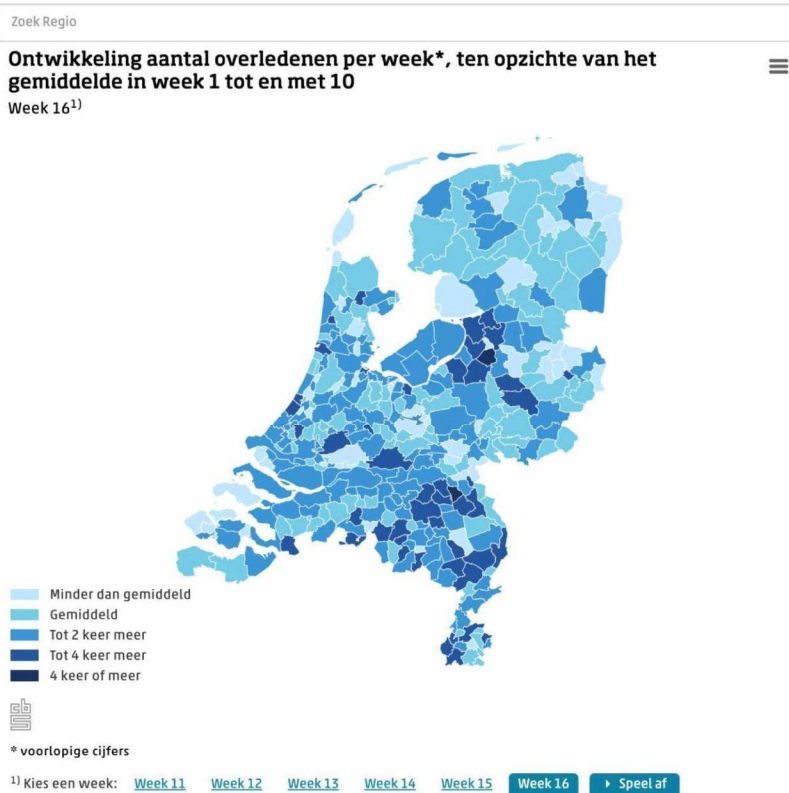 Zoek Regio
Ontwikkeling aantal overledenen per week*, ten opzichte van het
gemiddelde in week 1 tot en met 10
Week 16¹⁾
Minder dan gemiddeld
Gemiddeld
Tot 2 keer meer
Tot 4 keer meer
4 keer of meer
cbs
* voorlopige cijfers
¹⁾ Kies een week: Week 11 Week 12 Week 13 Week 14 Week 15 Week 16 Speel af